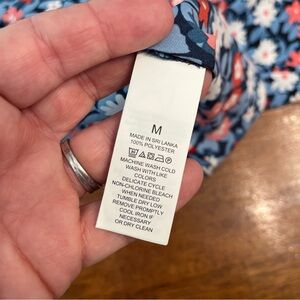 M
MADE IN SRI LANKA
100% POLYESTER
MACHINE WASH COLD
WASH WITH LIKE
COLORS
DELICATE CYCLE
NON-CHLORINE BLEACH
WHEN NEEDED
TUMBLE DRY LOW
REMOVE PROMPTLY
COOL IRON IF
NECESSARY
OR DRY CLEAN